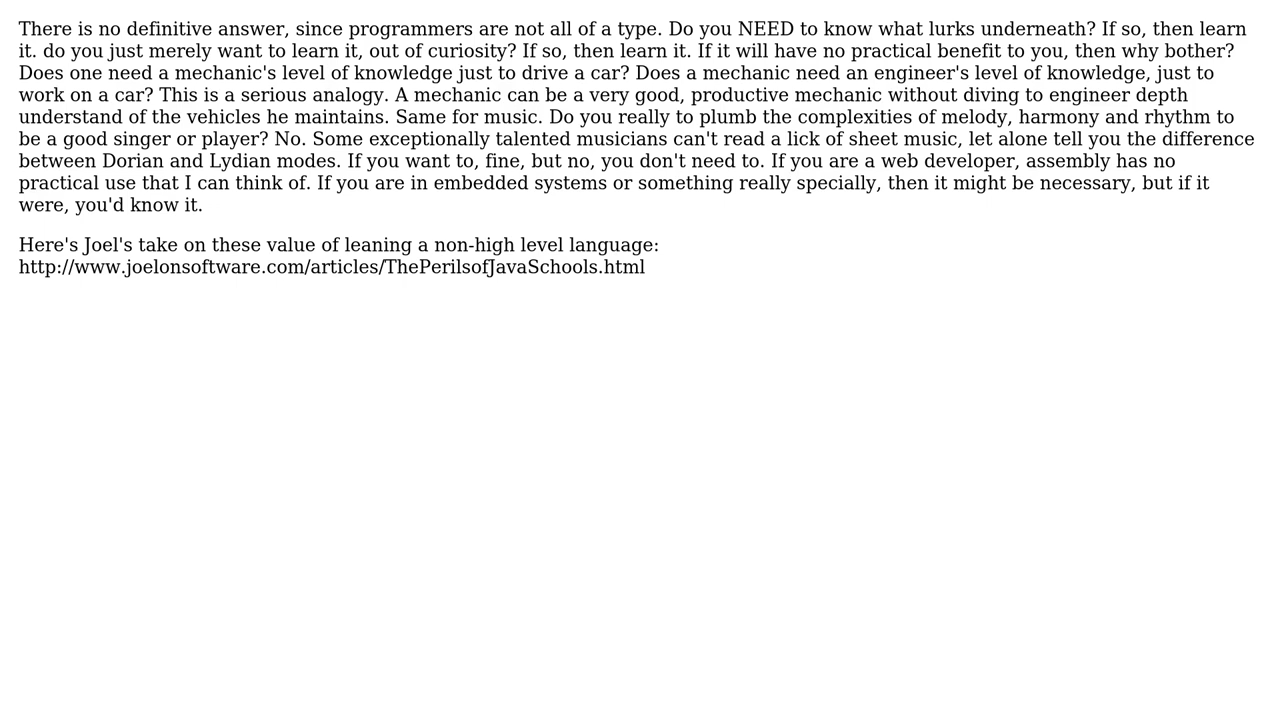 There is no definitive answer, since programmers are not all of a type. Do you NEED to know what lurks underneath? If so, then learn
it. do you just merely want to learn it, out of curiosity? If so, then learn it. If it will have no practical benefit to you, then why bother?
Does one need a mechanic's level of knowledge just to drive a car? Does a mechanic need an engineer's level of knowledge, just to
work on a car? This is a serious analogy. A mechanic can be a very good, productive mechanic without diving to engineer depth
understand of the vehicles he maintains. Same for music. Do you really to plumb the complexities of melody, harmony and rhythm to
be a good singer or player? No. Some exceptionally talented musicians can't read a lick of sheet music, let alone tell you the difference
between Dorian and Lydian modes. If you want to, fine, but no, you don't need to. If you are a web developer, assembly has no
practical use that I can think of. If you are in embedded systems or something really specially, then it might be necessary, but if it
were, you'd know it.
Here's Joel's take on these value of leaning a non-high level language:
http://www.joelonsoftware.com/articles/ThePerilsofJavaSchools.html